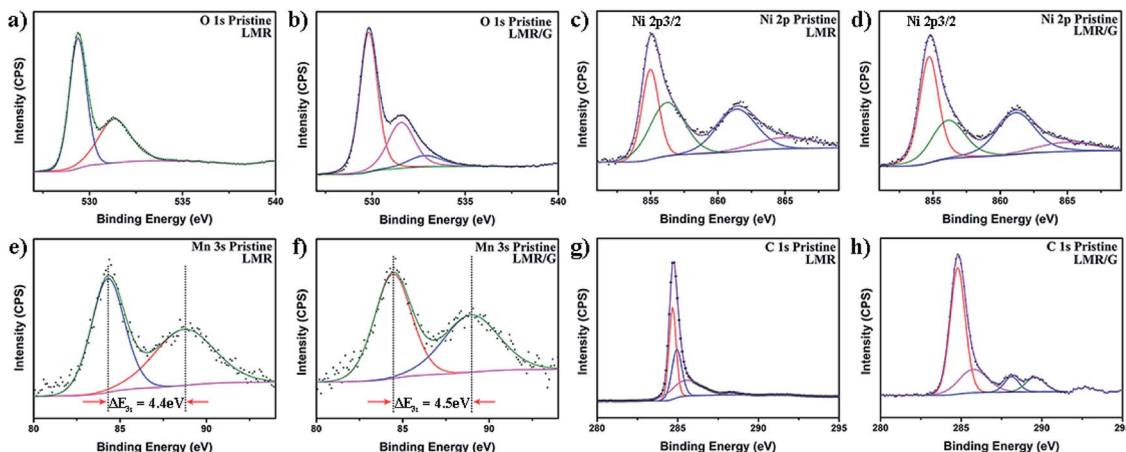 a)
O 1s Pristine
LMR
Intensity (CPS)
530
535
540
Binding Energy (eV)
b)
O 1s Pristine
LMR/G
Intensity (CPS)
530
535
540
Binding Energy (eV)
c)
Ni 2p3/2
Ni 2p Pristine
LMR
Intensity (CPS)
855
860
865
Binding Energy (eV)
d)
Ni 2p3/2
Ni 2p Pristine
LMR/G
Intensity (CPS)
855
860
865
Binding Energy (eV)
e)
Mn 3s Pristine
LMR
Intensity (CPS)
ΔE3s = 4.4eV
80
85
90
Binding Energy (eV)
f)
Mn 3s Pristine
LMR/G
Intensity (CPS)
ΔE3s = 4.5eV
80
85
90
Binding Energy (eV)
g)
C 1s Pristine
LMR
Intensity (CPS)
280
285
290
295
Binding Energy (eV)
h)
C 1s Pristine
LMR/G
Intensity (CPS)
280
285
290
Binding Energy (eV)